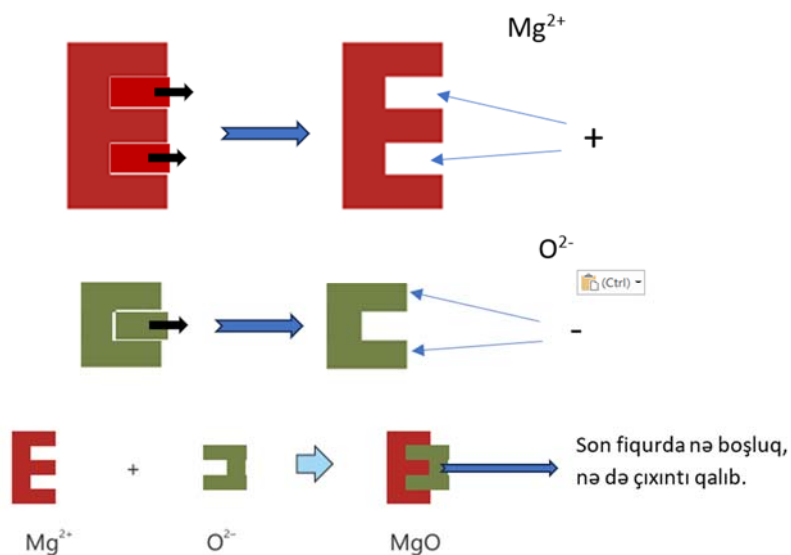 Mg²⁺
+
O²⁻
(Ctrl)
-
+
Son fiqurda nə boşluq,
nə də çıxıntı qalıb.
Mg²⁺ O²⁻ MgO